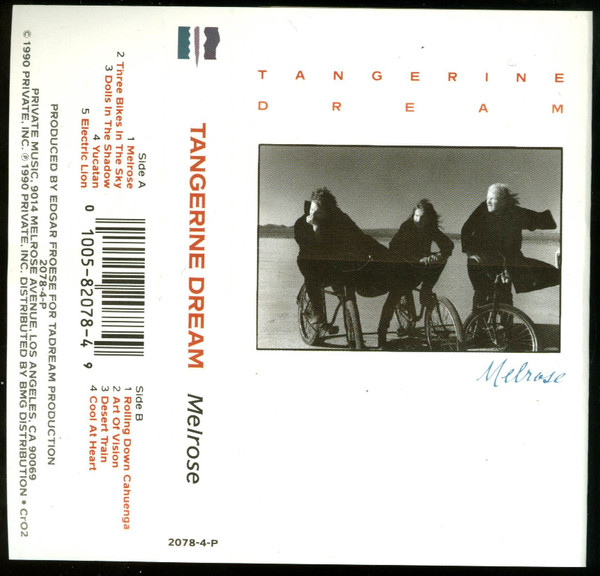 TANGERINE
DREAM
Melrose
TANGERINE DREAM Melrose
2078-4-P
Side A
1 Melrose
2 Three Bikes In The Sky
3 Dolls In The Shadow
4 Yucatan
5 Electric Lion
0 1005-82078-4 9
Side B
1 Rolling Down Cahuenga
2 Art Of Vision
3 Desert Train
4 Cool At Heart
PRODUCED BY EDGAR FROESE FOR TADREAM PRODUCTION
2078-4-P
PRIVATE MUSIC, 9014 MELROSE AVENUE, LOS ANGELES, CA 90069
© 1990 PRIVATE, INC. ℗ 1990 PRIVATE, INC. DISTRIBUTED BY BMG DISTRIBUTION • CrO2